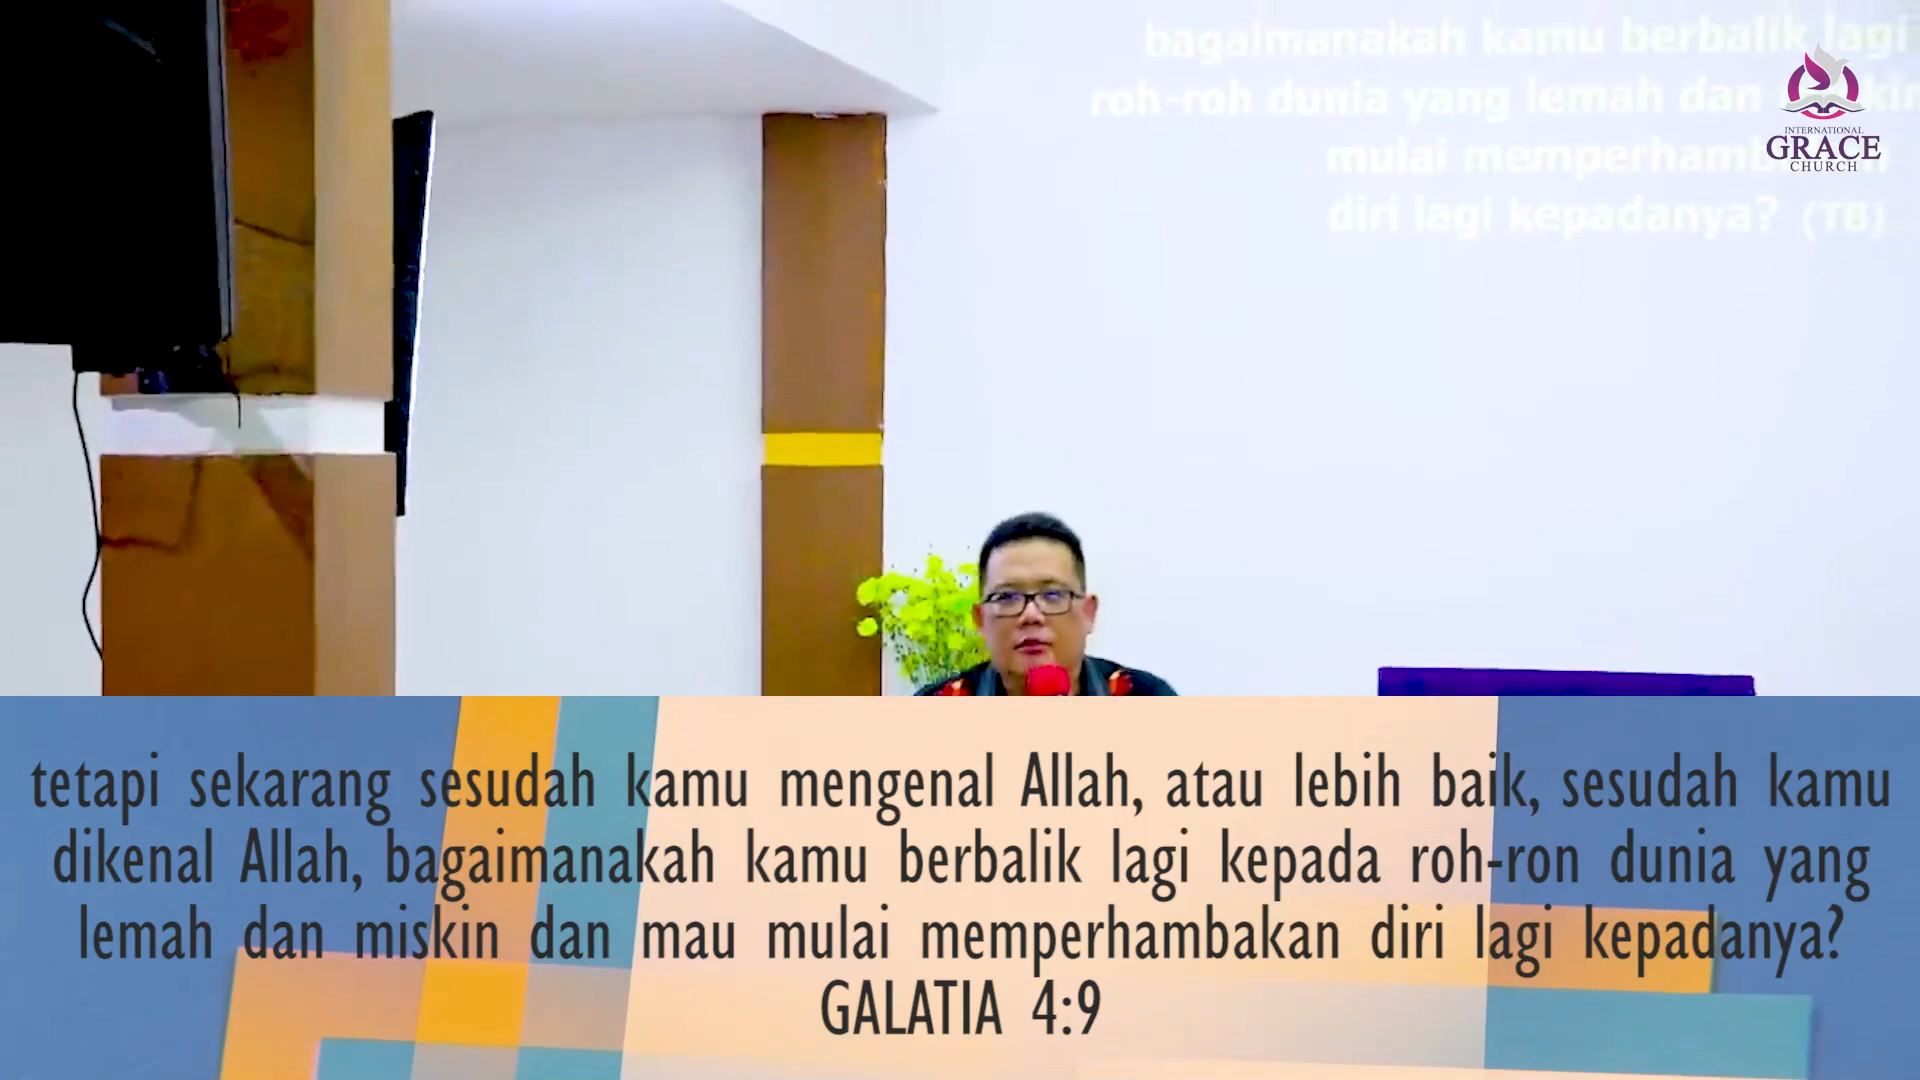 bagaimanakah kamu berbalik lagi
roh-roh dunia yang lemah dan
mulai memperhamb
diri lagi kepadanya? (TB)
INTERNATIONAL
GRACE
CHURCH
tetapi sekarang sesudah kamu mengenal Allah, atau lebih baik, sesudah kamu
dikenal Allah, bagaimanakah kamu berbalik lagi kepada roh-ron dunia yang
lemah dan miskin dan mau mulai memperhambakan diri lagi kepadanya?
GALATIA 4:9